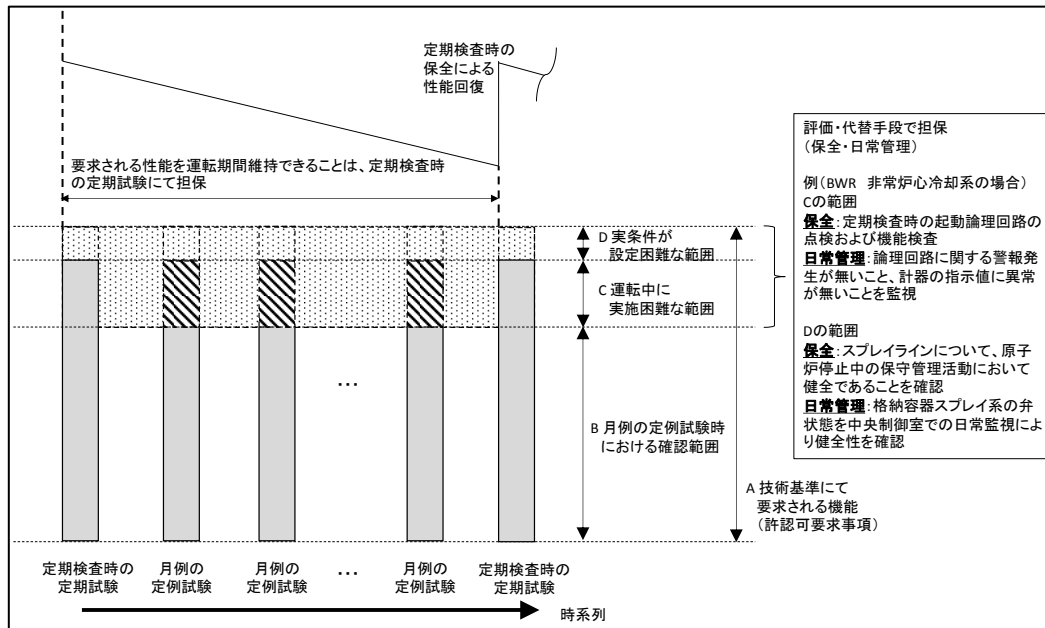 定期検査時の
保全による
性能回復
要求される性能を運転期間維持できることは、定期検査時
の定期試験にて担保
D 実条件が
設定困難な範囲
C 運転中に
実施困難な範囲
B 月例の定例試験時
における確認範囲
A 技術基準にて
要求される機能
（許認可要求事項）
…
評価・代替手段で担保
（保全・日常管理）
例（BWR　非常炉心冷却系の場合）
Cの範囲
保全：定期検査時の起動論理回路の
点検および機能検査
日常管理：論理回路に関する警報発
生が無いこと、計器の指示値に異常
が無いことを監視
Dの範囲
保全：スプレイラインについて、原子
炉停止中の保守管理活動において
健全であることを確認
日常管理：格納容器スプレイ系の弁
状態を中央制御室での日常監視によ
り健全性を確認
定期検査時の
定期試験
月例の
定例試験
月例の
定例試験
…
月例の
定例試験
定期検査時の
定期試験
時系列